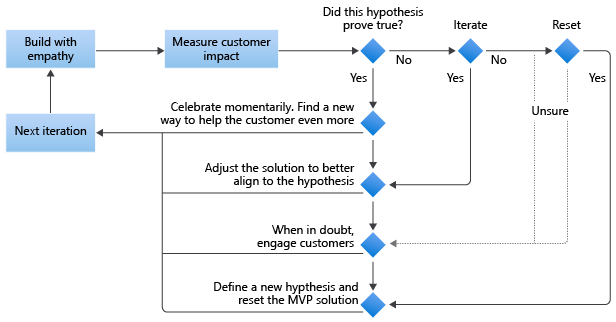 Did this hypothesis
prove true?
Iterate
Reset
Build with
empathy
Measure customer
impact
No
No
Yes
Yes
Yes
Unsure
Celebrate momentarily. Find a new
way to help the customer even more
Next iteration
Adjust the solution to better
align to the hypothesis
When in doubt,
engage customers
Define a new hypthesis and
reset the MVP solution